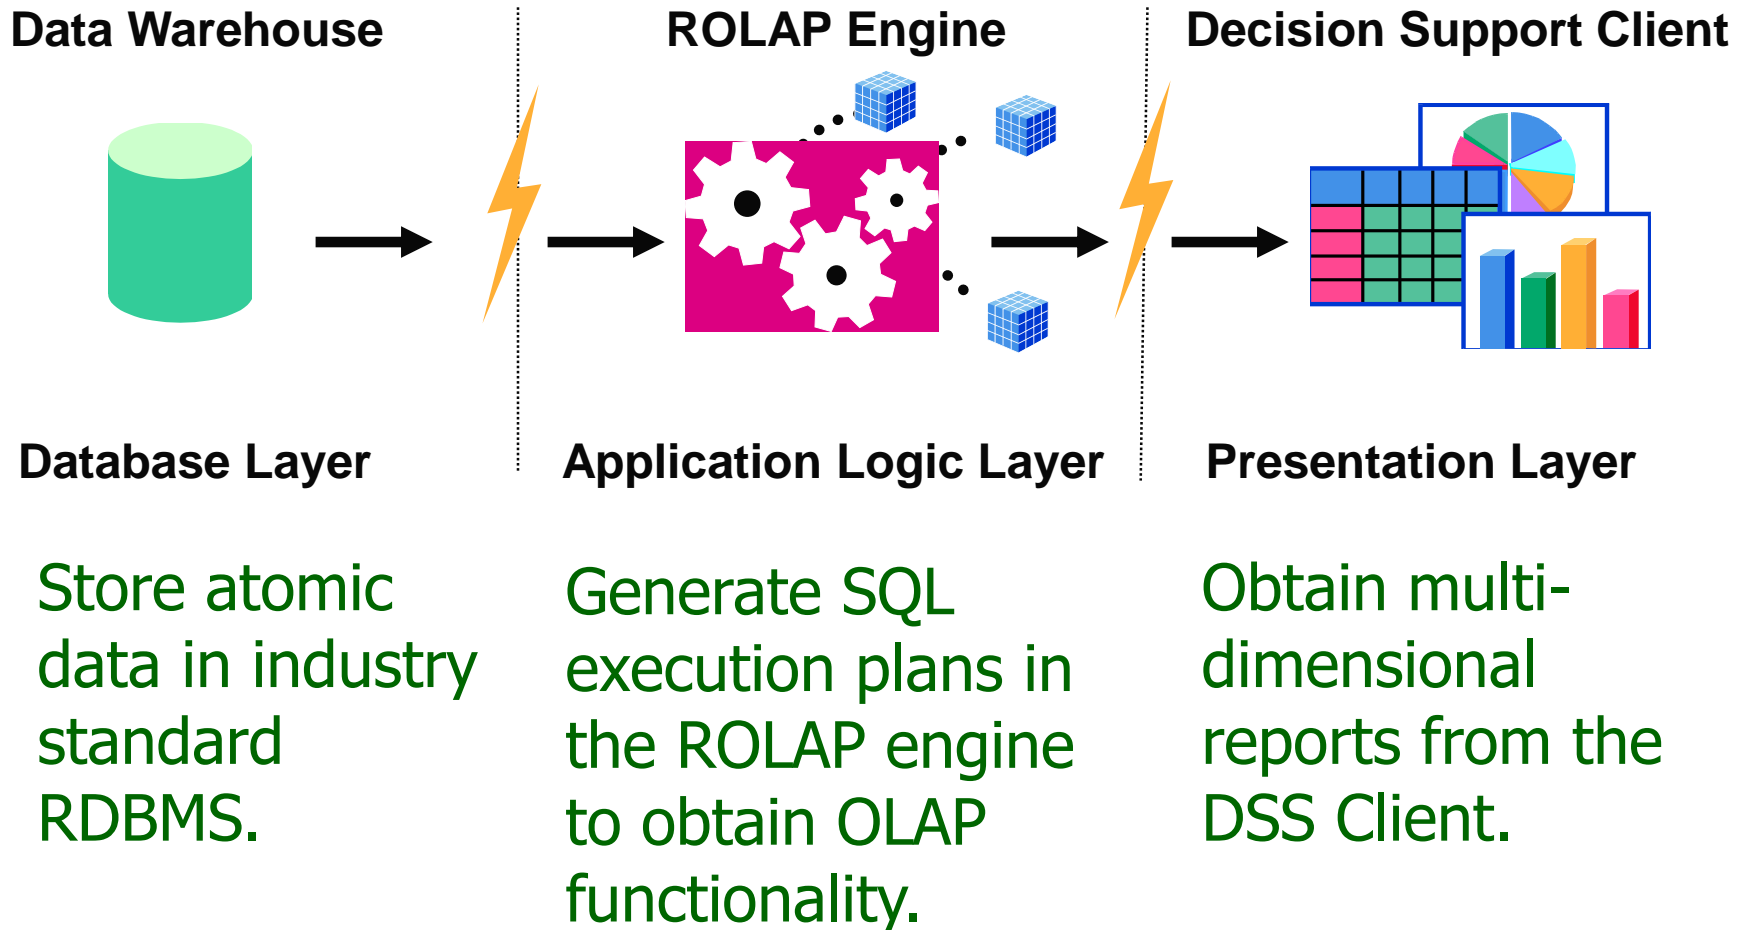 Data Warehouse
ROLAP Engine
Decision Support Client
Database Layer
Application Logic Layer
Presentation Layer
Store atomic
data in industry
standard
RDBMS.
Generate SQL
execution plans in
the ROLAP engine
to obtain OLAP
functionality.
Obtain multi-
dimensional
reports from the
DSS Client.